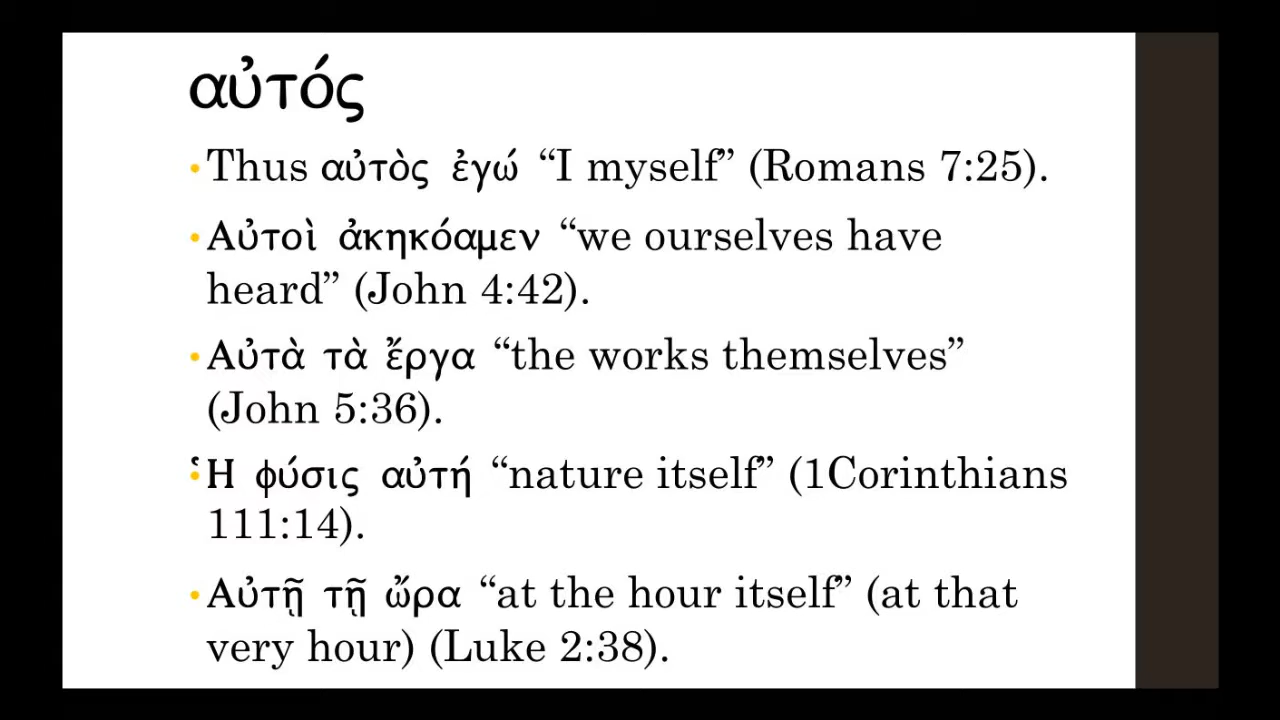 αὐτός
•Thus αὐτὸς ἐγώ “I myself” (Romans 7:25).
•Αὐτοὶ ἀκηκόαμεν “we ourselves have
heard” (John 4:42).
•Αὐτὰ τὰ ἔργα “the works themselves”
(John 5:36).
•Ἡ φύσις αὐτή “nature itself” (1Corinthians
111:14).
•Αὐτῇ τῇ ὤρα “at the hour itself” (at that
very hour) (Luke 2:38).